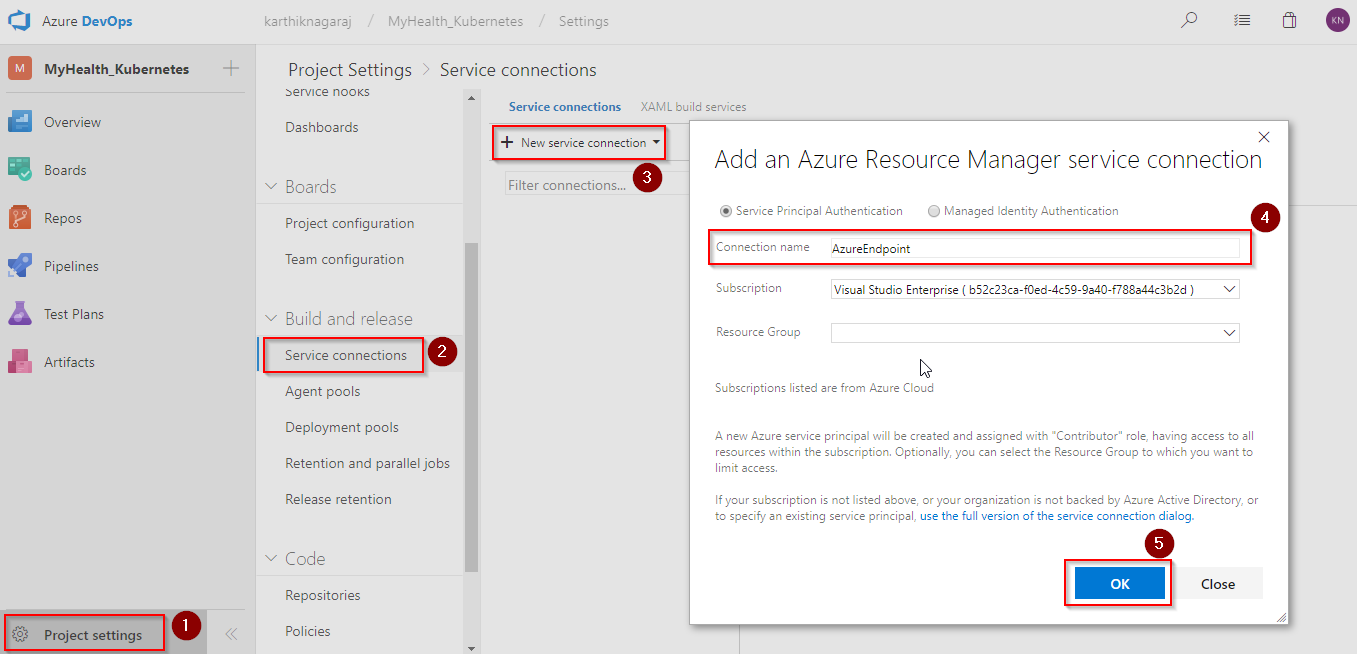 Azure DevOps
karthiknagaraj / MyHealth_Kubernetes / Settings
KN
M MyHealth_Kubernetes
Overview
Boards
Repos
Pipelines
Test Plans
Artifacts
Project settings
1
Project Settings > Service connections
Service hooks
Dashboards
Boards
Project configuration
Team configuration
Build and release
Service connections
2
Agent pools
Deployment pools
Retention and parallel jobs
Release retention
Code
Repositories
Policies
Service connections XAML build services
+ New service connection
3
Filter connections...
Add an Azure Resource Manager service connection
Service Principal Authentication Managed Identity Authentication
4
Connection name AzureEndpoint
Subscription Visual Studio Enterprise ( b52c23ca-f0ed-4c59-9a40-f788a44c3b2d )
Resource Group
Subscriptions listed are from Azure Cloud
A new Azure service principal will be created and assigned with "Contributor" role, having access to all
resources within the subscription. Optionally, you can select the Resource Group to which you want to
limit access.
If your subscription is not listed above, or your organization is not backed by Azure Active Directory, or
to specify an existing service principal, use the full version of the service connection dialog.
5
OK Close